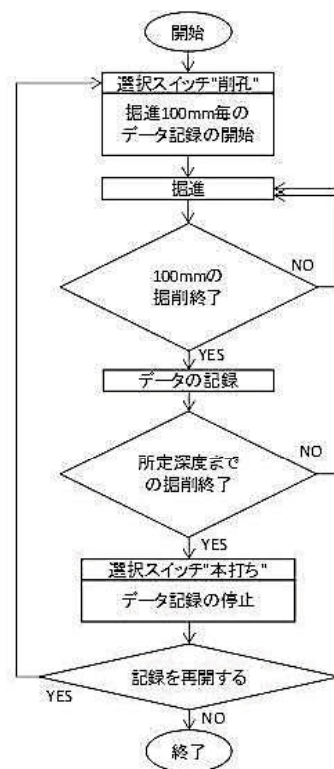 開始
選択スイッチ"削孔"
掘進100mm毎の
データ記録の開始
掘進
100mmの
掘削終了
NO
YES
データの記録
所定深度まで
の掘削終了
NO
YES
選択スイッチ"本打ち"
データ記録の停止
記録を再開する
YES
NO
終了